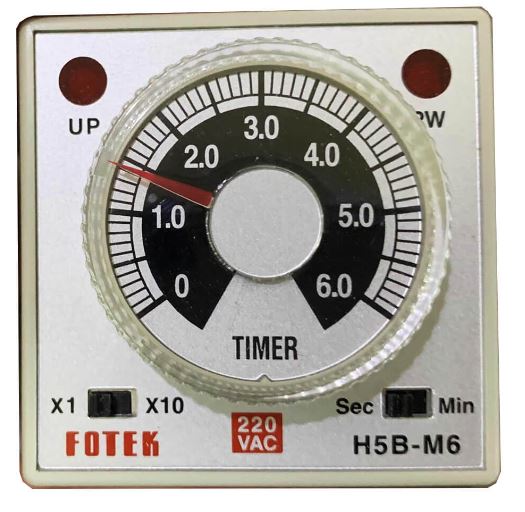 UP
PW
3.0
2.0
4.0
1.0
5.0
0
6.0
TIMER
X1 X10
Sec Min
FOTEK
220
VAC
H5B-M6